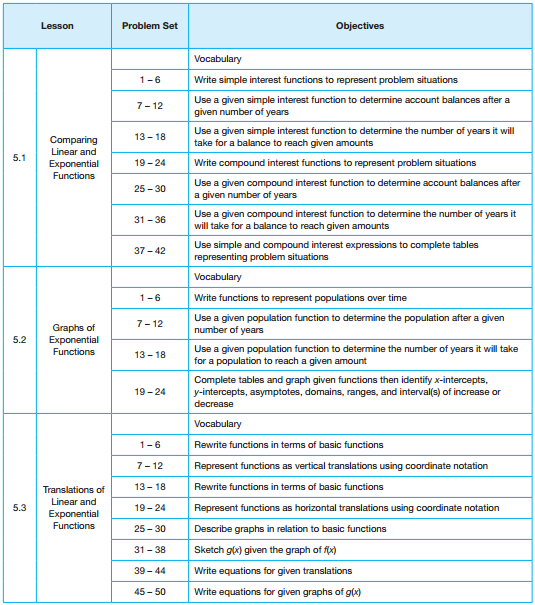 Lesson Problem Set Objectives
5.1
Comparing
Linear and
Exponential
Functions
Vocabulary
1 – 6 Write simple interest functions to represent problem situations
7 – 12 Use a given simple interest function to determine account balances after a
given number of years
13 – 18 Use a given simple interest function to determine the number of years it will
take for a balance to reach given amounts
19 – 24 Write compound interest functions to represent problem situations
25 – 30 Use a given compound interest function to determine account balances after
a given number of years
31 – 36 Use a given compound interest function to determine the number of years it
will take for a balance to reach given amounts
37 – 42 Use simple and compound interest expressions to complete tables
representing problem situations
5.2
Graphs of
Exponential
Functions
Vocabulary
1 – 6 Write functions to represent populations over time
7 – 12 Use a given population function to determine the population after a given
number of years
13 – 18 Use a given population function to determine the number of years it will take
for a population to reach a given amount
19 – 24 Complete tables and graph given functions then identify x-intercepts,
y-intercepts, asymptotes, domains, ranges, and interval(s) of increase or
decrease
5.3
Translations of
Linear and
Exponential
Functions
Vocabulary
1 – 6 Rewrite functions in terms of basic functions
7 – 12 Represent functions as vertical translations using coordinate notation
13 – 18 Rewrite functions in terms of basic functions
19 – 24 Represent functions as horizontal translations using coordinate notation
25 – 30 Describe graphs in relation to basic functions
31 – 38 Sketch g(x) given the graph of f(x)
39 – 44 Write equations for given translations
45 – 50 Write equations for given graphs of g(x)